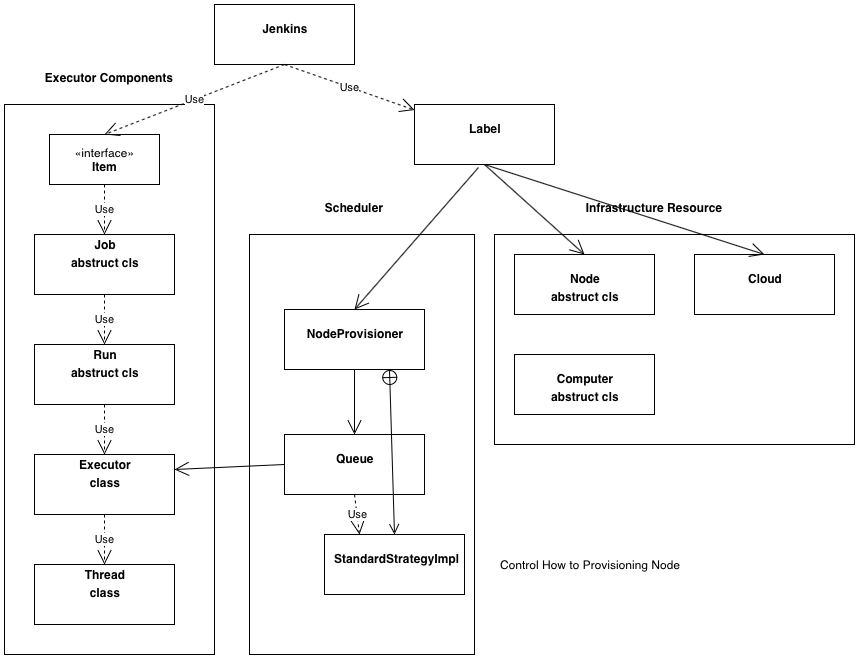 Jenkins
Executor Components
Use
Use
«interface»
Item
Label
Use
Scheduler
Infrastructure Resource
Job
abstruct cls
Node
abstruct cls
Cloud
Use
NodeProvisioner
Run
abstruct cls
Computer
abstruct cls
Use
Executor
class
Queue
Use
Use
StandardStrategyImpl
Control How to Provisioning Node
Thread
class